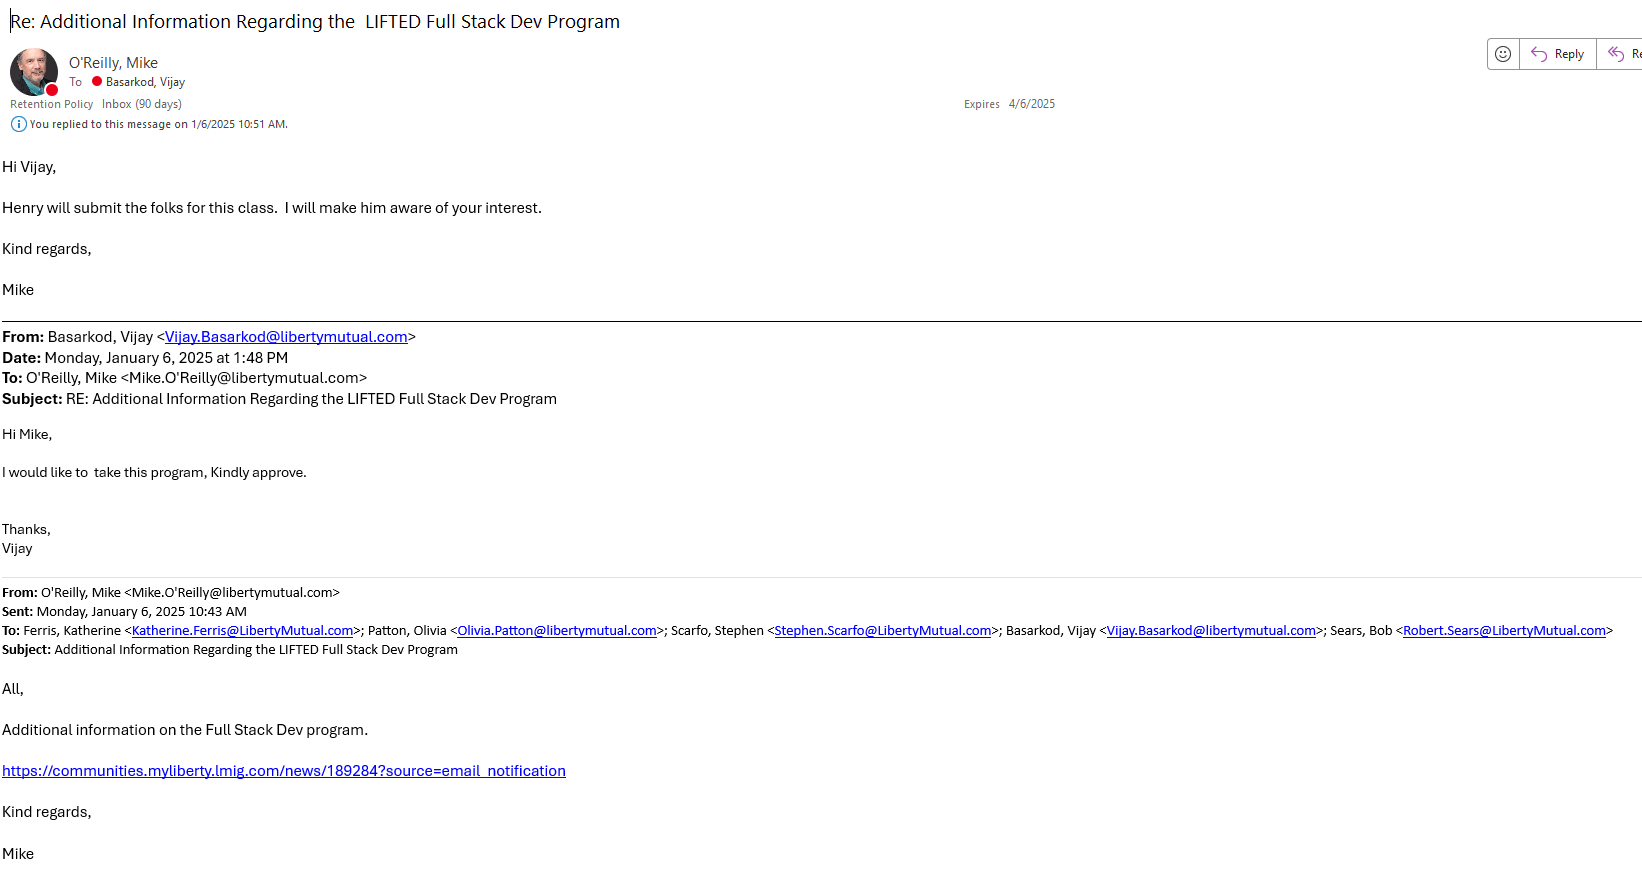 Re: Additional Information Regarding the  LIFTED Full Stack Dev Program
O'Reilly, Mike
To Basarkod, Vijay
Reply
Retention Policy Inbox (90 days)
Expires 4/6/2025
You replied to this message on 1/6/2025 10:51 AM.
Hi Vijay,
Henry will submit the folks for this class.  I will make him aware of your interest.
Kind regards,
Mike
From: Basarkod, Vijay <Vijay.Basarkod@libertymutual.com>
Date: Monday, January 6, 2025 at 1:48 PM
To: O'Reilly, Mike <Mike.O'Reilly@libertymutual.com>
Subject: RE: Additional Information Regarding the LIFTED Full Stack Dev Program
Hi Mike,
I would like to  take this program, Kindly approve.
Thanks,
Vijay
From: O'Reilly, Mike <Mike.O'Reilly@libertymutual.com>
Sent: Monday, January 6, 2025 10:43 AM
To: Ferris, Katherine <Katherine.Ferris@LibertyMutual.com>; Patton, Olivia <Olivia.Patton@libertymutual.com>; Scarfo, Stephen <Stephen.Scarfo@LibertyMutual.com>; Basarkod, Vijay <Vijay.Basarkod@libertymutual.com>; Sears, Bob <Robert.Sears@LibertyMutual.com>
Subject: Additional Information Regarding the LIFTED Full Stack Dev Program
All,
Additional information on the Full Stack Dev program.
https://communities.myliberty.lmig.com/news/189284?source=email_notification
Kind regards,
Mike